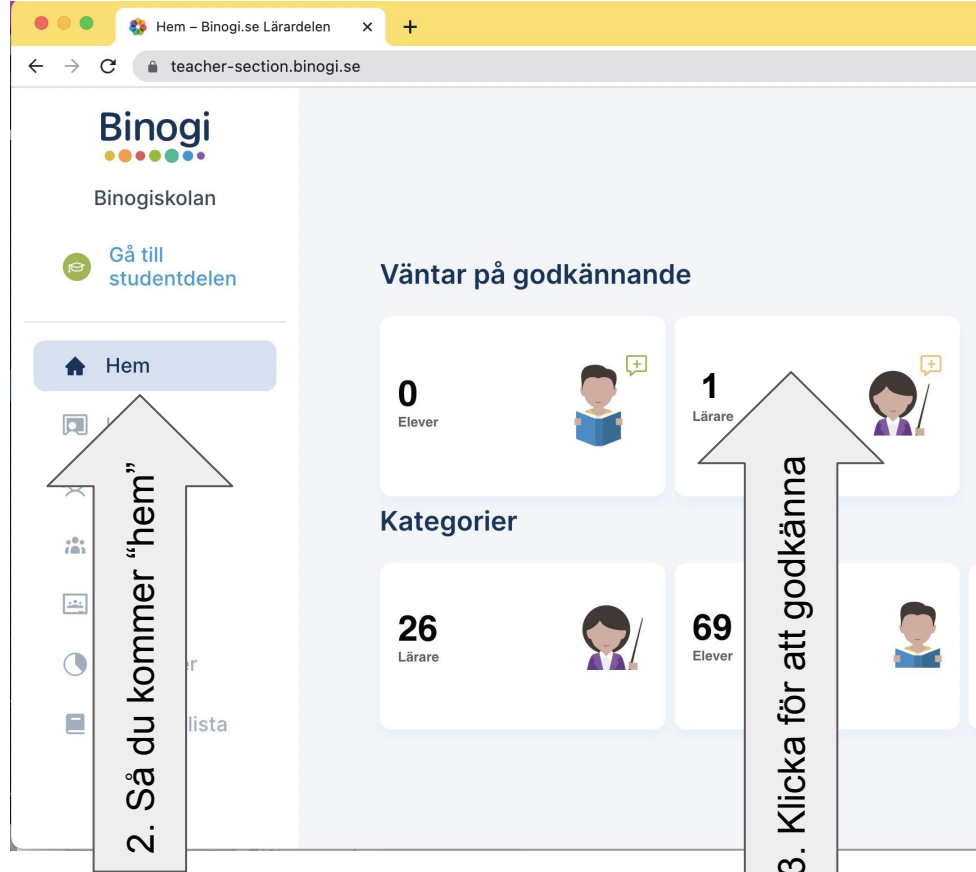 Hem – Binogi.se Lärardelen
teacher-section.binogi.se
Binogi
Binogiskolan
Gå till
studentdelen
Hem
lista
2. Så du kommer “hem”
Väntar på godkännande
0
Elever
1
Lärare
Kategorier
26
Lärare
69
Elever
3. Klicka för att godkänna